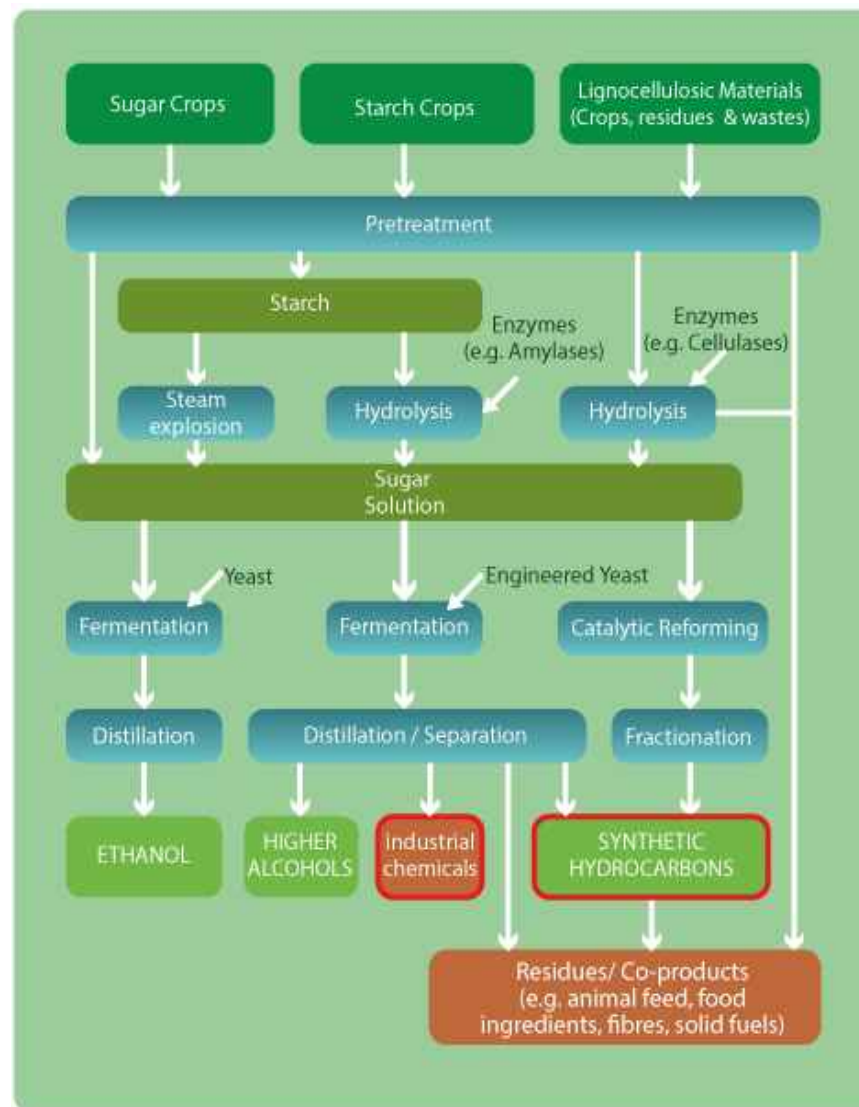 Sugar Crops
Starch Crops
Lignocellulosic Materials
(Crops, residues & wastes)
Pretreatment
Starch
Enzymes
(e.g. Amylases)
Enzymes
(e.g. Cellulases)
Steam
explosion
Hydrolysis
Hydrolysis
Sugar
Solution
Yeast
Engineered Yeast
Fermentation
Fermentation
Catalytic Reforming
Distillation
Distillation / Separation
Fractionation
ETHANOL
HIGHER
ALCOHOLS
industrial
chemicals
SYNTHETIC
HYDROCARBONS
Residues/ Co-products
(e.g. animal feed, food
ingredients, fibres, solid fuels)